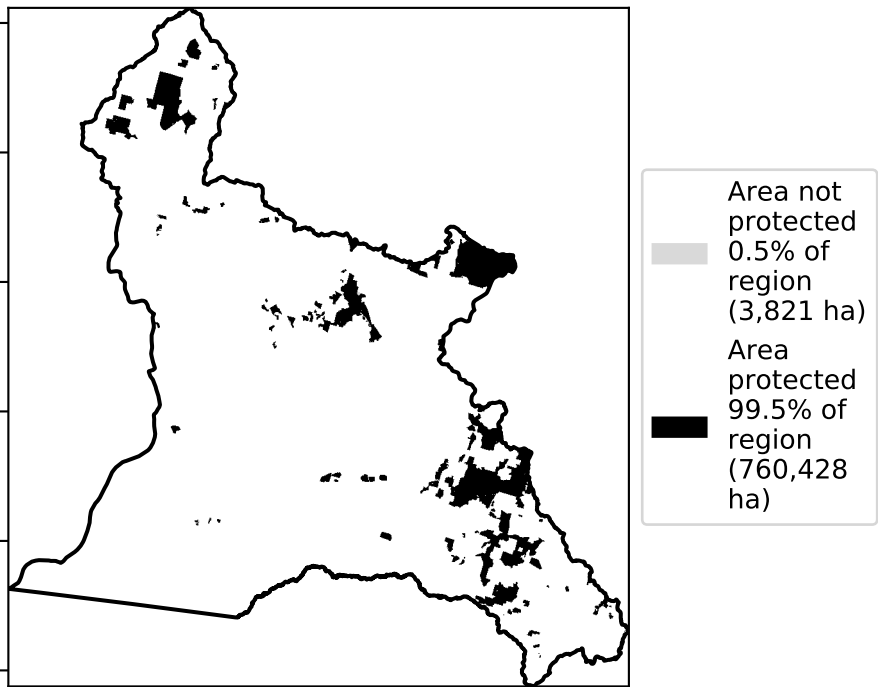 Area not
protected
0.5% of
region
(3,821 ha)
Area
protected
99.5% of
region
(760,428
ha)